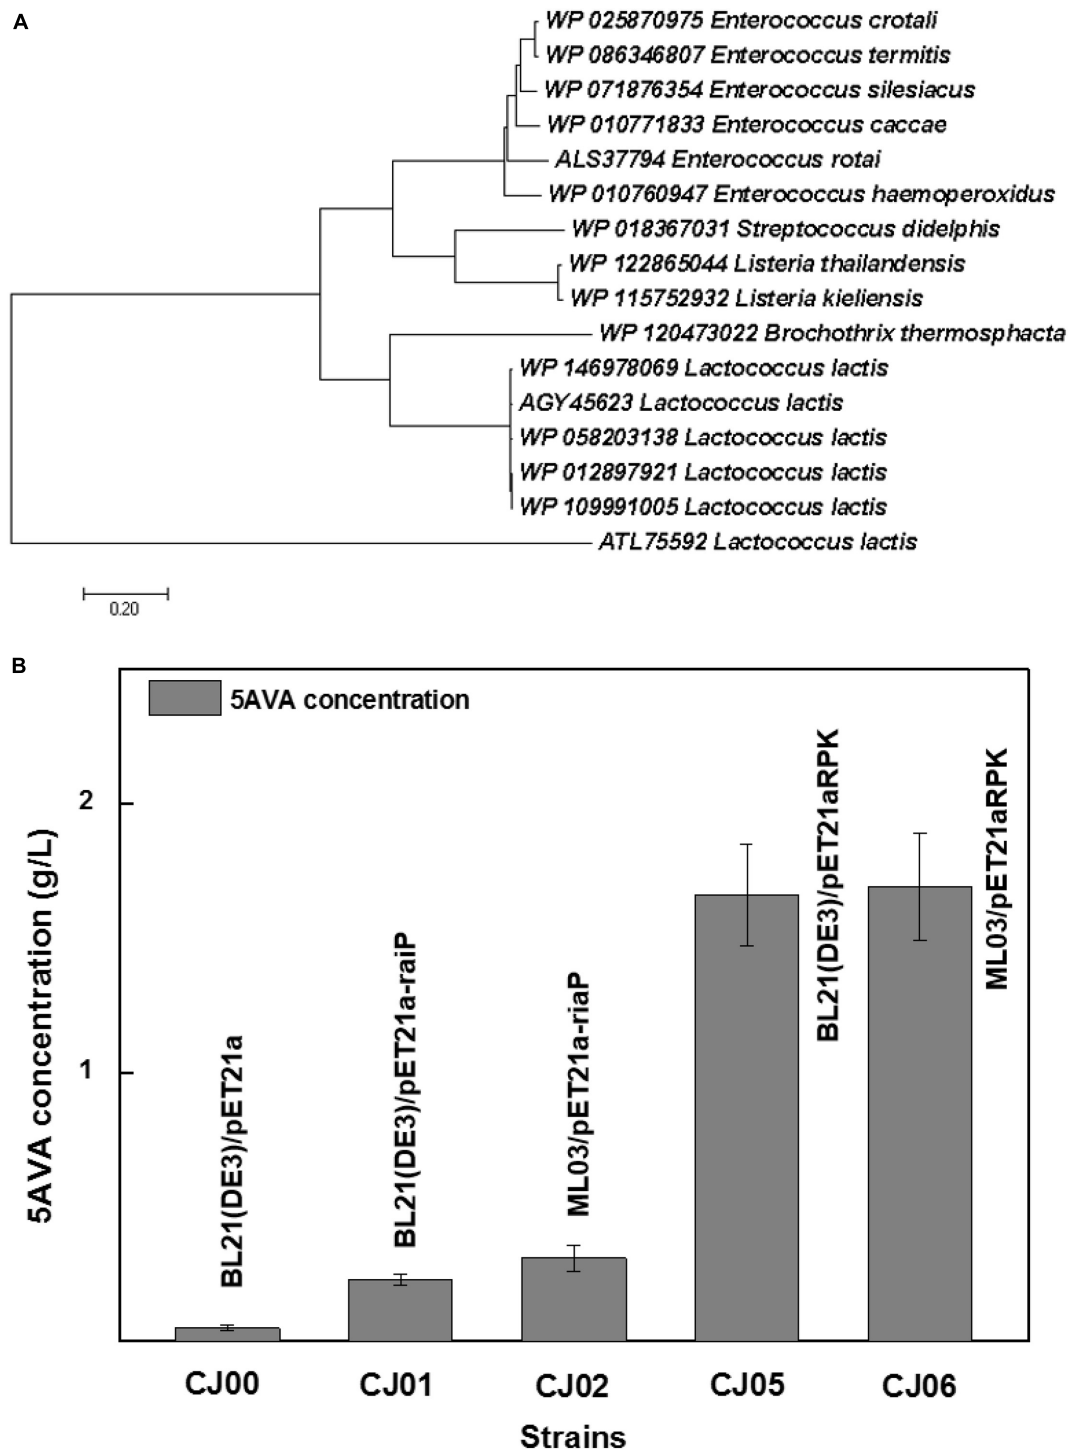 A
WP 025870975 Enterococcus crotali
WP 086346807 Enterococcus termitis
WP 071876354 Enterococcus silesiacus
WP 010771833 Enterococcus caccae
ALS37794 Enterococcus rotai
WP 010760947 Enterococcus haemoperoxidus
WP 018367031 Streptococcus didelphis
WP 122865044 Listeria thailandensis
WP 115752932 Listeria kieliensis
WP 120473022 Brochothrix thermosphacta
WP 146978069 Lactococcus lactis
AGY45623 Lactococcus lactis
WP 058203138 Lactococcus lactis
WP 012897921 Lactococcus lactis
WP 109991005 Lactococcus lactis
ATL75592 Lactococcus lactis
0.20
B
5AVA concentration
5AVA concentration (g/L)
2
1
BL21(DE3)/pET21a
BL21(DE3)/pET21a-raiP
ML03/pET21a-riaP
BL21(DE3)/pET21aRPK
ML03/pET21aRPK
CJ00 CJ01 CJ02 CJ05 CJ06
Strains